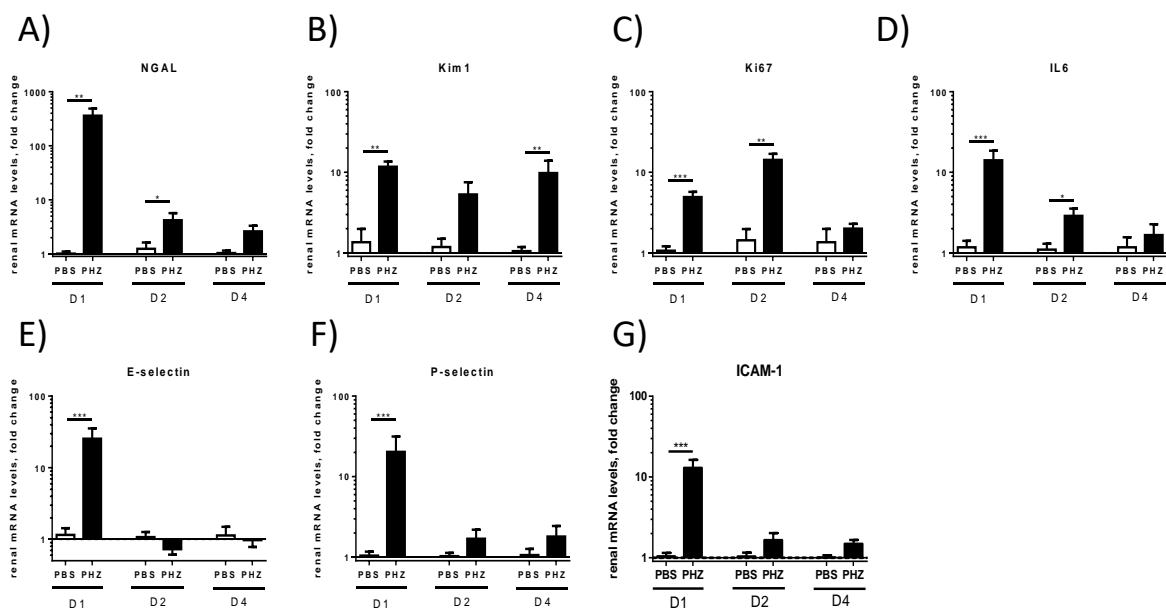 A)
NGAL
renal mRNA levels, fold change
1000
100
10
1
**
*
PBS PHZ PBS PHZ PBS PHZ
D1 D2 D4
B)
Kim1
renal mRNA levels, fold change
100
10
1
**
**
PBS PHZ PBS PHZ PBS PHZ
D1 D2 D4
C)
Ki67
renal mRNA levels, fold change
100
10
1
***
**
PBS PHZ PBS PHZ PBS PHZ
D1 D2 D4
D)
IL6
renal mRNA levels, fold change
100
10
1
***
*
PBS PHZ PBS PHZ PBS PHZ
D1 D2 D4
E)
E-selectin
renal mRNA levels, fold change
100
10
1
***
PBS PHZ PBS PHZ PBS PHZ
D1 D2 D4
F)
P-selectin
renal mRNA levels, fold change
100
10
1
***
PBS PHZ PBS PHZ PBS PHZ
D1 D2 D4
G)
ICAM-1
renal mRNA levels, fold change
100
10
1
***
PBS PHZ PBS PHZ PBS PHZ
D1 D2 D4